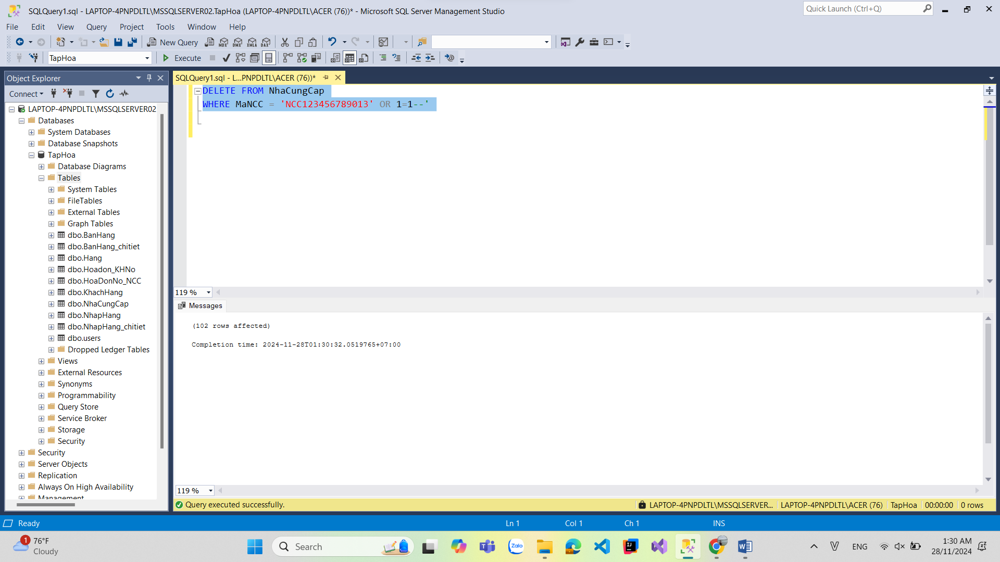 SQLQuery1.sql - LAPTOP-4PNPDLTL\MSSQLSERVER02.TapHoa (LAPTOP-4PNPDLTL\ACER (76))* - Microsoft SQL Server Management Studio
Quick Launch (Ctrl+Q)
File Edit View Query Project Tools Window Help
New Query MDX DMX XMLA DAX
TapHoa Execute
Object Explorer
SQLQuery1.sql - L...PNPDLTL\ACER (76))*
Connect
LAPTOP-4PNPDLTL\MSSQLSERVER02
Databases
System Databases
Database Snapshots
TapHoa
Database Diagrams
Tables
System Tables
FileTables
External Tables
Graph Tables
dbo.BanHang
dbo.BanHang_chitiet
dbo.Hang
dbo.Hoadon_KHNo
dbo.HoaDonNo_NCC
dbo.KhachHang
dbo.NhaCungCap
dbo.NhapHang
dbo.NhapHang_chitiet
dbo.users
Dropped Ledger Tables
Views
External Resources
Synonyms
Programmability
Query Store
Service Broker
Storage
Security
Security
Server Objects
Replication
Always On High Availability
Management
DELETE FROM NhaCungCap
WHERE MaNCC = 'NCC123456789013' OR 1=1--'
119 %
Messages
(102 rows affected)
Completion time: 2024-11-28T01:30:32.0519765+07:00
119 %
Query executed successfully.
LAPTOP-4PNPDLTL\MSSQLSERVER... LAPTOP-4PNPDLTL\ACER (76) TapHoa 00:00:00 0 rows
Ready Ln 1 Col 1 Ch 1 INS
1 76°F
Cloudy
Search
Zalo
ENG
1:30 AM
28/11/2024